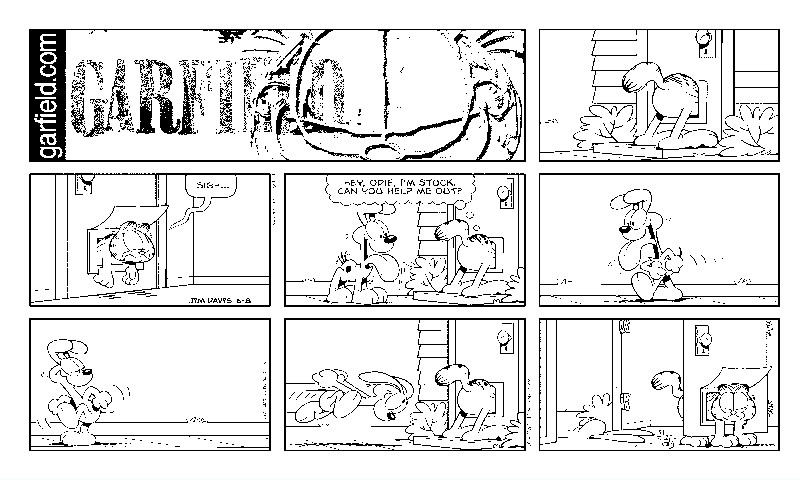 garfield.com
GARFIELD
SIGH...
JIM DAVIS 6-8
HEY, ODIE, I'M STUCK.
CAN YOU HELP ME OUT?